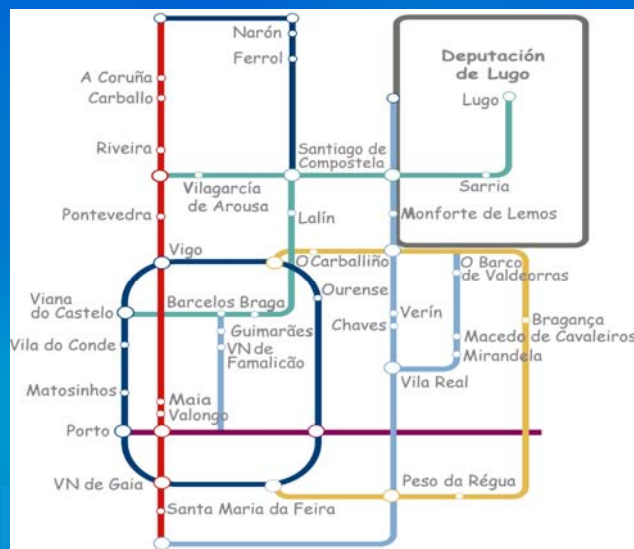 Narón
Ferrol
Deputación
de Lugo
A Coruña
Carballo
Lugo
Riveira
Santiago de
Compostela
Vilagarcía
de Arousa
Sarria
Pontevedra
Lalín
Monforte de Lemos
Vigo
O Carballiño
O Barco
de Valdeorras
Ourense
Viana
do Castelo
Barcelos Braga
Verín
Bragança
Guimarães
Chaves
Vila do Conde
VN de
Famalicão
Macedo de Cavaleiros
Mirandela
Vila Real
Matosinhos
Maia
Valongo
Porto
VN de Gaia
Peso da Régua
Santa Maria da Feira